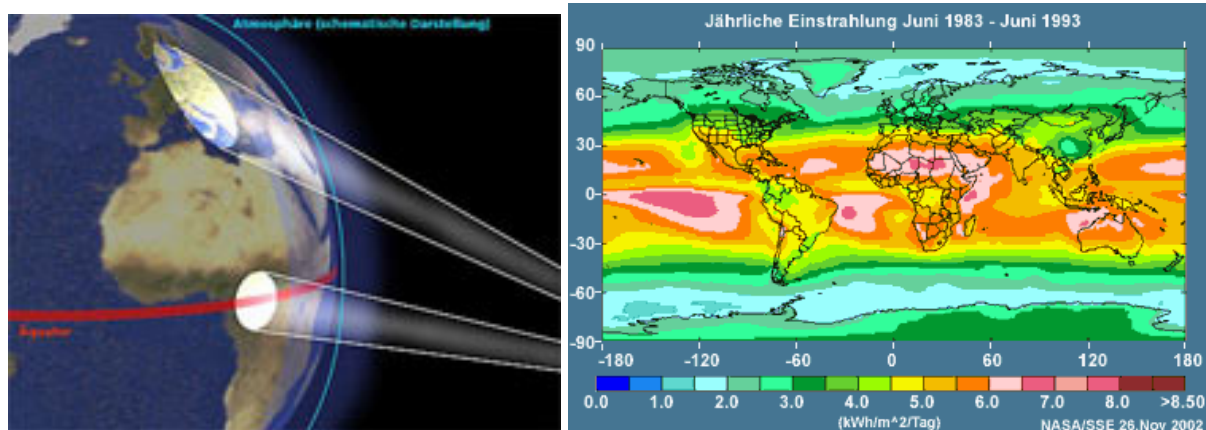 Atmosphäre (schematische Darstellung)
Äquator
Jährliche Einstrahlung Juni 1983 - Juni 1993
90
60
30
0
-30
-60
-90
-180 -120 -60 0 60 120 180
0.0 1.0 2.0 3.0 4.0 5.0 6.0 7.0 8.0 >8.50
(kWh/m^2/Tag)
NASA/SSE 26.Nov 2002